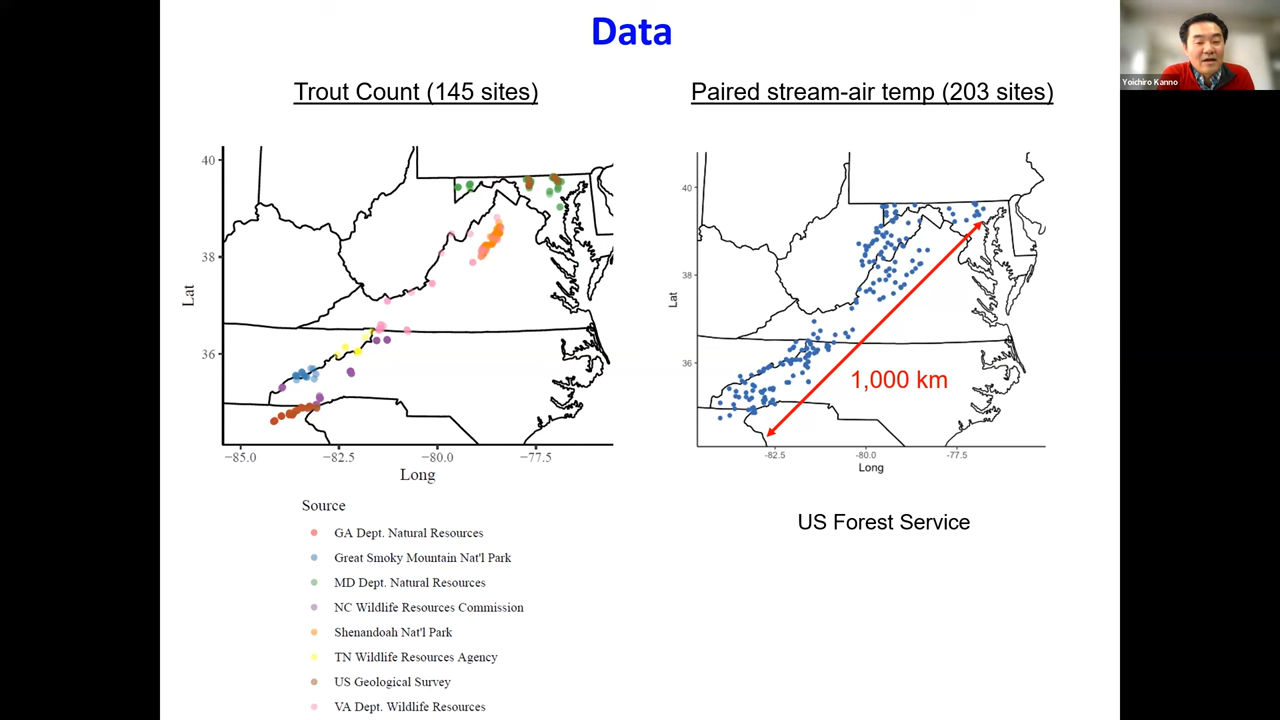 Data
Yoichiro Kanno
Trout Count (145 sites)
Paired stream-air temp (203 sites)
40
38
36
Lat
−85.0
−82.5
−80.0
−77.5
Long
40
38
36
Lat
1,000 km
-82.5
-80.0
-77.5
Long
Source
GA Dept. Natural Resources
Great Smoky Mountain Nat'l Park
MD Dept. Natural Resources
NC Wildlife Resources Commission
Shenandoah Nat'l Park
TN Wildlife Resources Agency
US Geological Survey
VA Dept. Wildlife Resources
US Forest Service